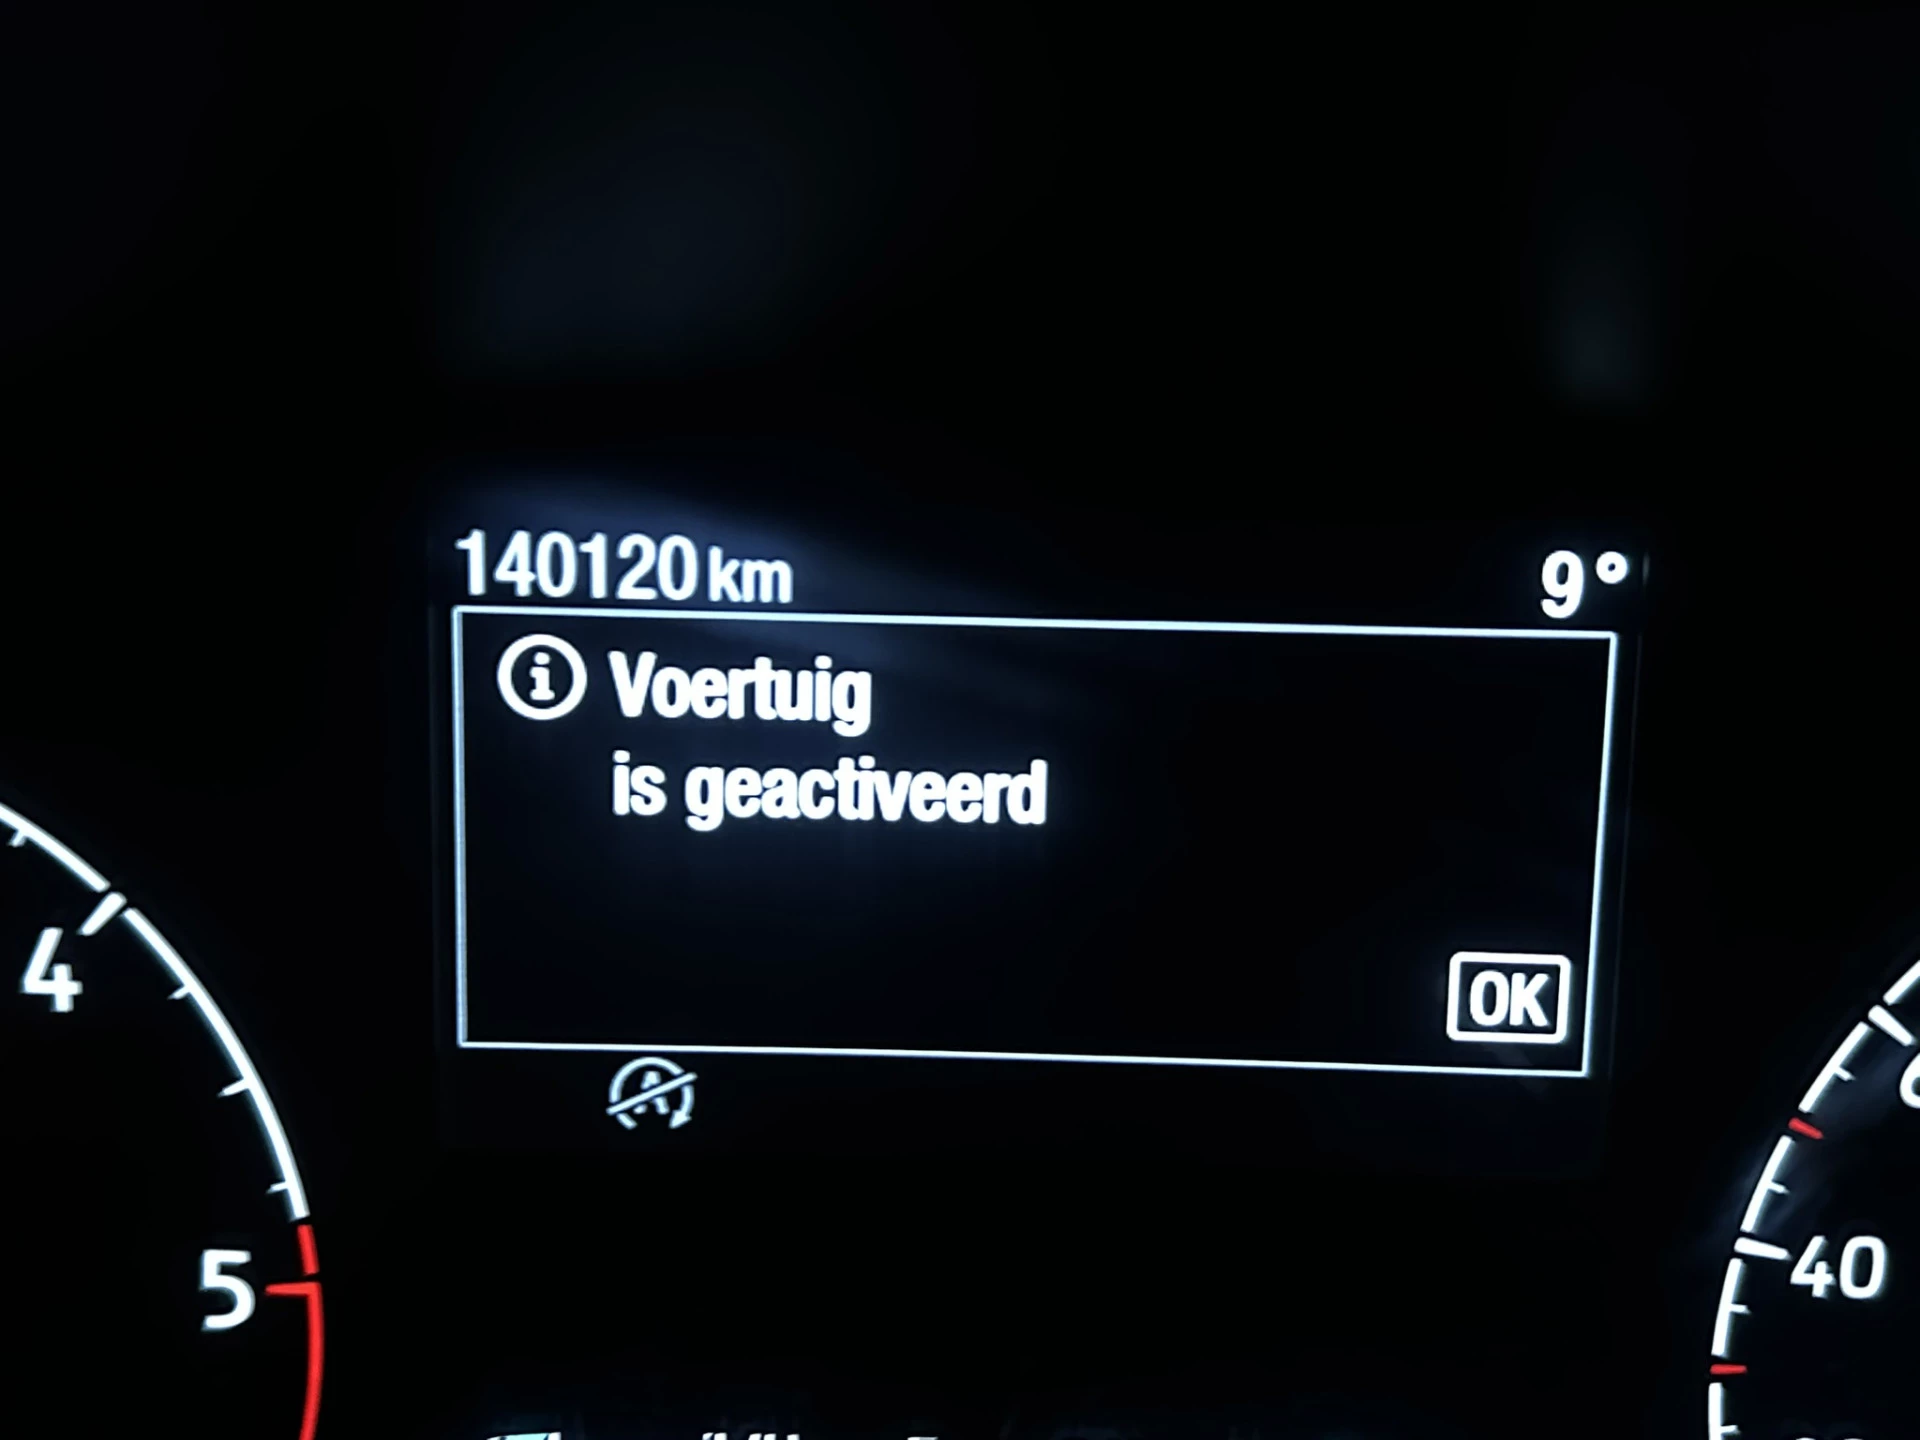 140120 km 9°
i Voertuig
is geactiveerd
OK
A
4
5
40